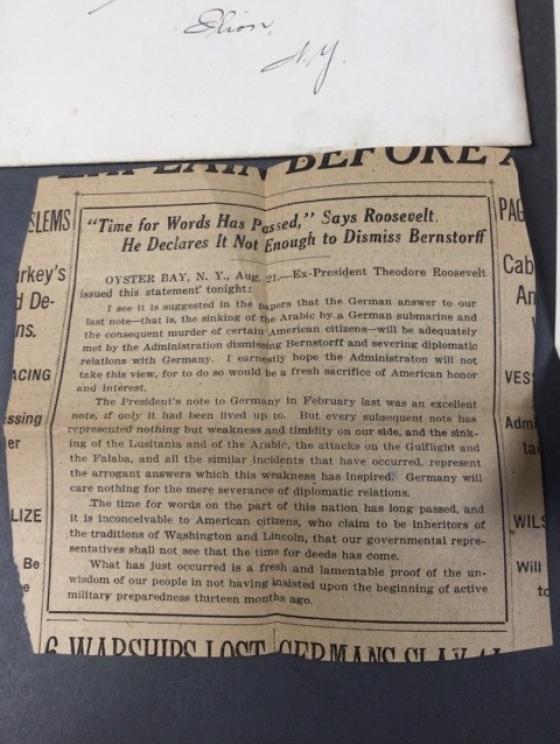 Ilion,
N.Y.
EXPLAIN BEFORE
"Time for Words Has Passed," Says Roosevelt.
He Declares It Not Enough to Dismiss Bernstorff
OYSTER BAY, N. Y., Aug. 21.—Ex-President Theodore Roosevelt
issued this statement tonight:
I see it is suggested in the papers that the German answer to our
last note—that is, the sinking of the Arabic by a German submarine and
the consequent murder of certain American citizens—will be adequately
met by the Administration dismissing Bernstorff and severing diplomatic
relations with Germany. I earnestly hope the Administraton will not
take this view, for to do so would be a fresh sacrifice of American honor
and interest.
The President's note to Germany in February last was an excellent
note, if only it had been lived up to. But every subsequent note has
represented nothing but weakness and timidity on our side, and the sink-
ing of the Lusitania and of the Arabic, the attacks on the Gulflight and
the Falaba, and all the similar incidents that have occurred, represent
the arrogant answers which this weakness has inspired. Germany will
care nothing for the mere severance of diplomatic relations.
The time for words on the part of this nation has long passed, and
it is inconceivable to American citizens, who claim to be inheritors of
the traditions of Washington and Lincoln, that our governmental repre-
sentatives shall not see that the time for deeds has come.
What has just occurred is a fresh and lamentable proof of the un-
wisdom of our people in not having insisted upon the beginning of active
military preparedness thirteen months ago.
6 WARSHIPS LOST, GERMANS SLAY
SLEMS
urkey's
d De-
ns.
ACING
ssing
er
LIZE
Be
e
PAG
Cab
An
VES
Admi
tai
WILS
Will
to